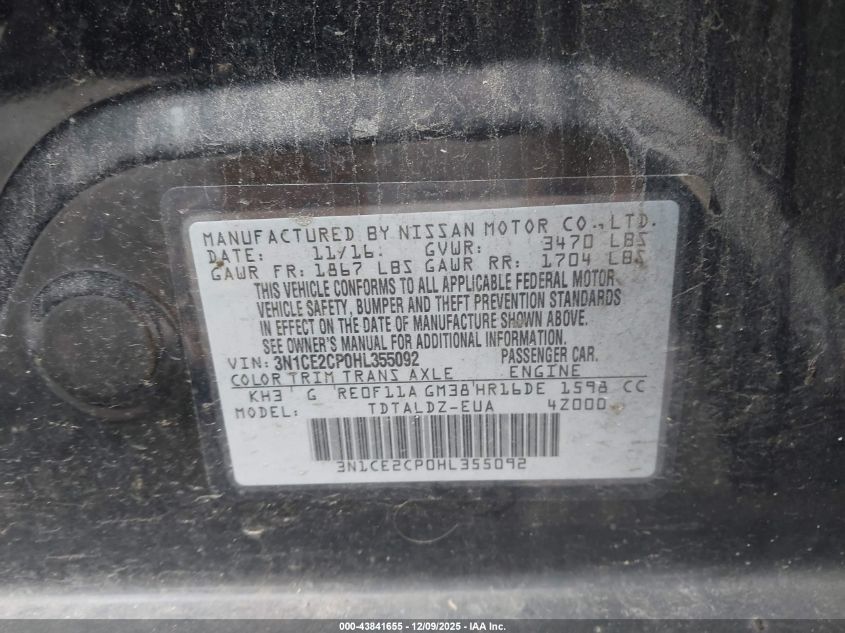 MANUFACTURED BY NISSAN MOTOR CO., LTD.
DATE: 11/16 GVWR: 3470 LBS
GAWR FR: 1867 LBS GAWR RR: 1704 LBS
THIS VEHICLE CONFORMS TO ALL APPLICABLE FEDERAL MOTOR
VEHICLE SAFETY, BUMPER AND THEFT PREVENTION STANDARDS
IN EFFECT ON THE DATE OF MANUFACTURE SHOWN ABOVE.
SEE OWNER'S MANUAL FOR ADDITIONAL INFORMATION.
VIN: 3N1CE2CP0HL355092 PASSENGER CAR.
COLOR TRIM TRANS AXLE ENGINE
KH3 G RE0F11A GM38 HR16DE 1598 CC
MODEL: TDTALDZ-EUA 4Z000
3N1CE2CP0HL355092
000-43841655 - 12/09/2025 - IAA, Inc.